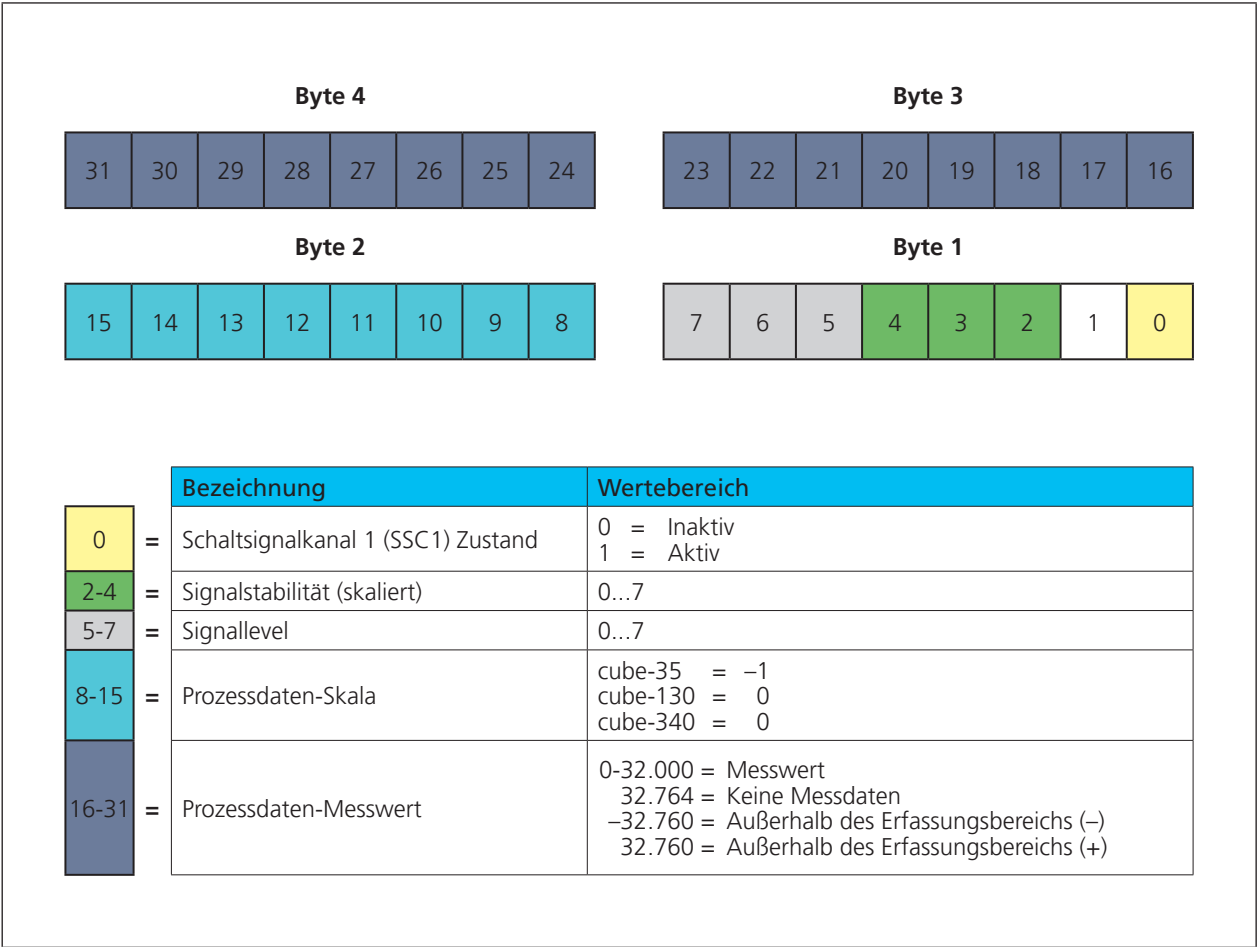 Byte 4 Byte 3
31 30 29 28 27 26 25 24 23 22 21 20 19 18 17 16
Byte 2 Byte 1
15 14 13 12 11 10 9 8 7 6 5 4 3 2 1 0
Bezeichnung Wertebereich
0 = Schaltsignalkanal 1 (SSC1) Zustand 0 = Inaktiv
1 = Aktiv
2-4 = Signalstabilität (skaliert) 0...7
5-7 = Signallevel 0...7
8-15 = Prozessdaten-Skala cube-35 = –1
cube-130 = 0
cube-340 = 0
16-31 = Prozessdaten-Messwert 0-32.000 = Messwert
32.764 = Keine Messdaten
–32.760 = Außerhalb des Erfassungsbereichs (–)
32.760 = Außerhalb des Erfassungsbereichs (+)